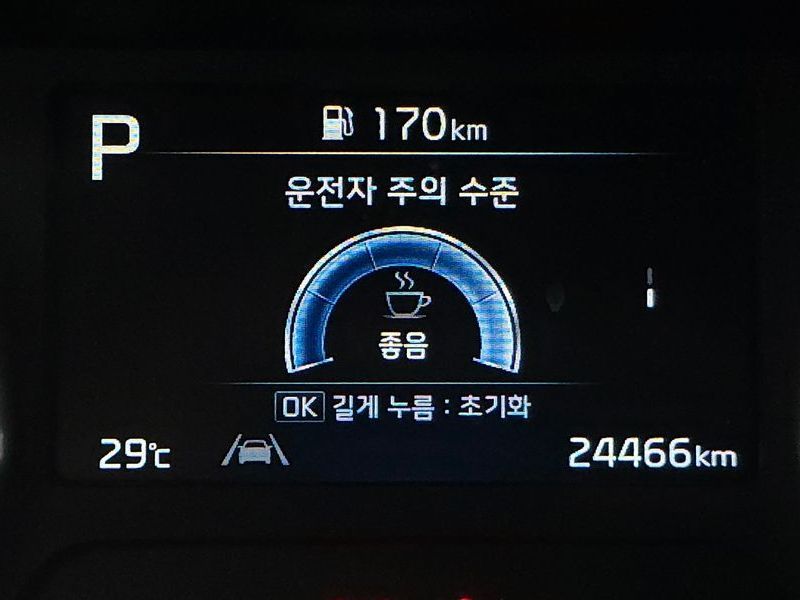 P
170km
운전자 주의 수준
좋음
OK 길게 누름 : 초기화
29℃
24466km